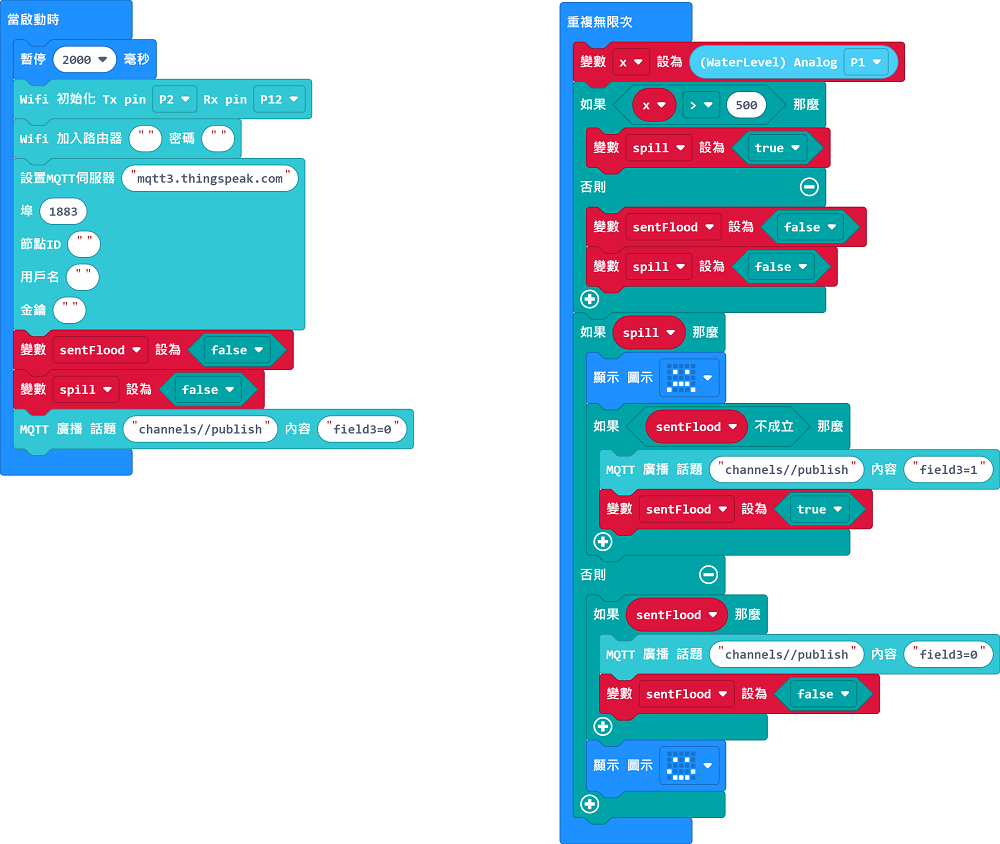 當啟動時
暫停 2000 毫秒
Wifi 初始化 Tx pin P2 Rx pin P12
Wifi 加入路由器 " " 密碼 " "
設置MQTT伺服器 "mqtt3.thingspeak.com"
埠 1883
節點ID " "
用戶名 " "
金鑰 " "
變數 sentFlood 設為 false
變數 spill 設為 false
MQTT 廣播 話題 "channels//publish" 內容 "field3=0"
重複無限次
變數 x 設為 (WaterLevel) Analog P1
如果 x > 500 那麼
變數 spill 設為 true
否則
變數 sentFlood 設為 false
變數 spill 設為 false
如果 spill 那麼
顯示 圖示
如果 sentFlood 不成立 那麼
MQTT 廣播 話題 "channels//publish" 內容 "field3=1"
變數 sentFlood 設為 true
否則
如果 sentFlood 那麼
MQTT 廣播 話題 "channels//publish" 內容 "field3=0"
變數 sentFlood 設為 false
顯示 圖示